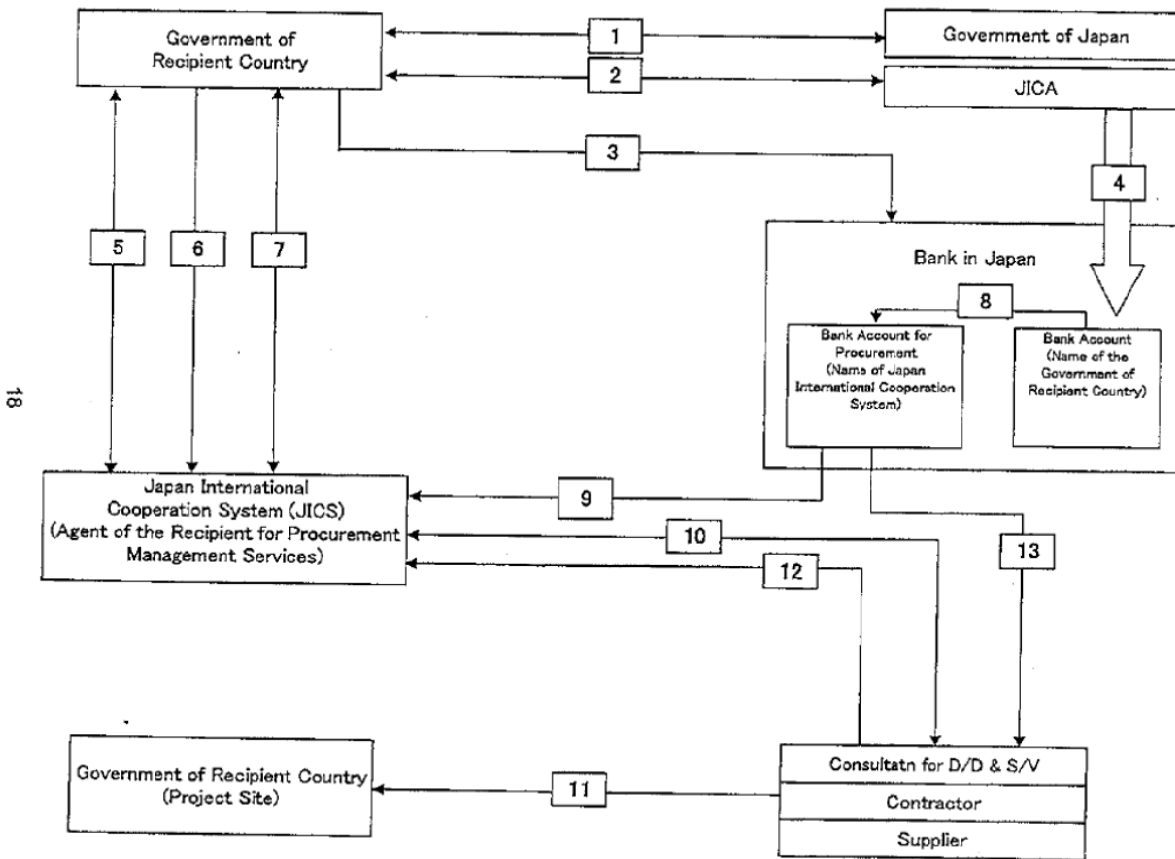 Government of
Recipient Country
1
Government of Japan
2
JICA
3
4
5
6
7
Bank in Japan
8
Bank Account for
Procurement
(Name of Japan
International Cooperation
System)
Bank Account
(Name of the
Government of
Recipient Country)
18
Japan International
Cooperation System (JICS)
(Agent of the Recipient for Procurement
Management Services)
9
10
12
13
Government of Recipient Country
(Project Site)
11
Consultatn for D/D & S/V
Contractor
Supplier